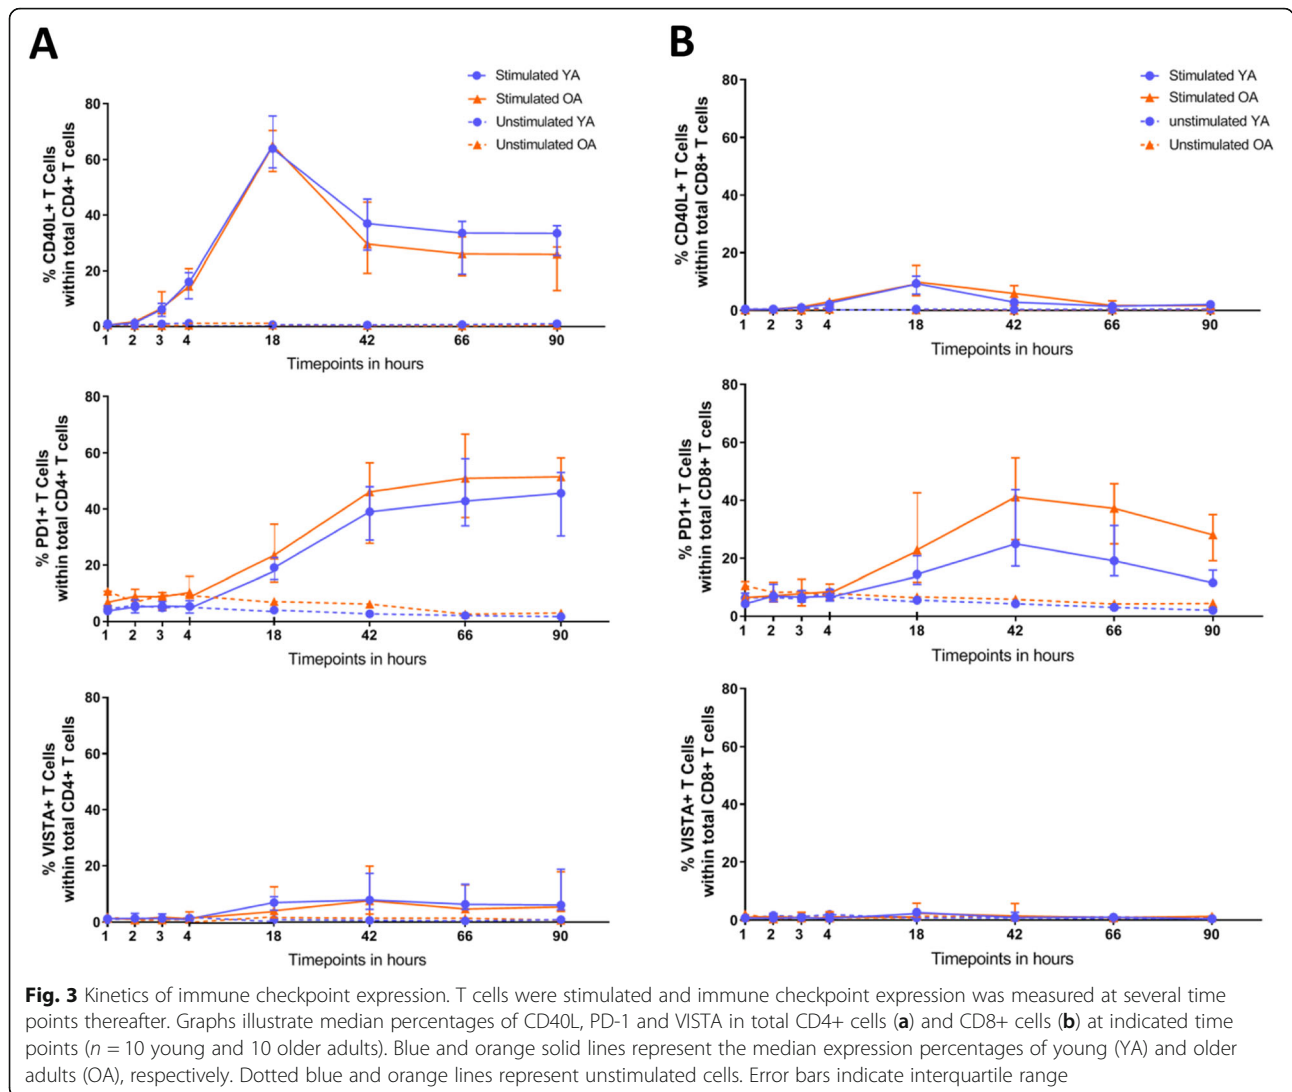 A
Stimulated YA
Stimulated OA
Unstimulated YA
Unstimulated OA
% CD40L+ T Cells
within total CD4+ T cells
80
60
40
20
0
1 2 3 4 18 42 66 90
Timepoints in hours
% PD1+ T Cells
within total CD4+ T cells
80
60
40
20
0
1 2 3 4 18 42 66 90
Timepoints in hours
% VISTA+ T Cells
within total CD4+ T cells
80
60
40
20
0
1 2 3 4 18 42 66 90
Timepoints in hours
B
Stimulated YA
Stimulated OA
unstimulated YA
Unstimulated OA
% CD40L+ T Cells
within total CD8+ T cells
80
60
40
20
0
1 2 3 4 18 42 66 90
Timepoints in hours
% PD1+ T Cells
within total CD8+ T cells
80
60
40
20
0
1 2 3 4 18 42 66 90
Timepoints in hours
% VISTA+ T Cells
within total CD8+ T cells
80
60
40
20
0
1 2 3 4 18 42 66 90
Timepoints in hours
Fig. 3 Kinetics of immune checkpoint expression. T cells were stimulated and immune checkpoint expression was measured at several time
points thereafter. Graphs illustrate median percentages of CD40L, PD-1 and VISTA in total CD4+ cells (a) and CD8+ cells (b) at indicated time
points (n = 10 young and 10 older adults). Blue and orange solid lines represent the median expression percentages of young (YA) and older
adults (OA), respectively. Dotted blue and orange lines represent unstimulated cells. Error bars indicate interquartile range